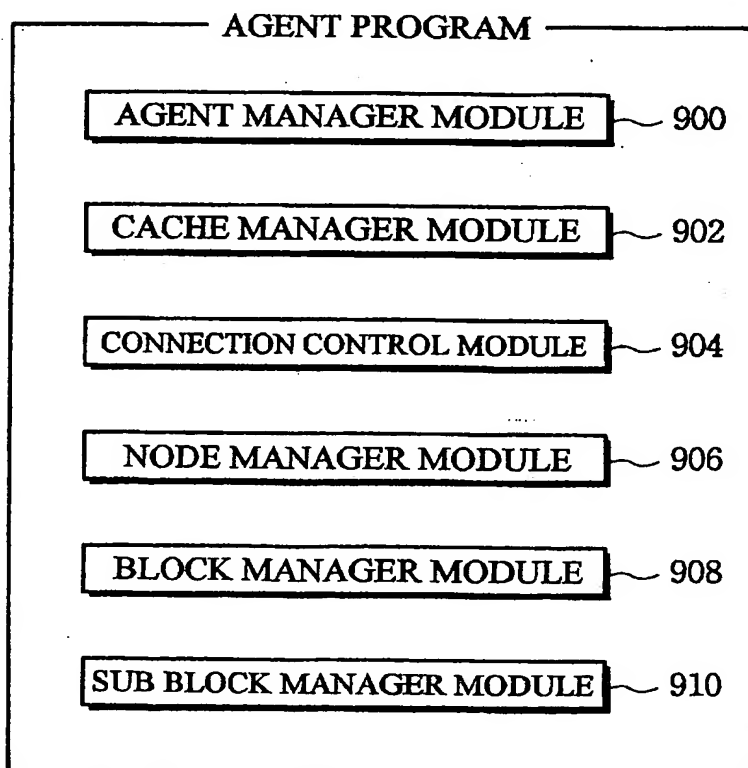 AGENT PROGRAM
AGENT MANAGER MODULE 900
CACHE MANAGER MODULE 902
CONNECTION CONTROL MODULE 904
NODE MANAGER MODULE 906
BLOCK MANAGER MODULE 908
SUB BLOCK MANAGER MODULE 910